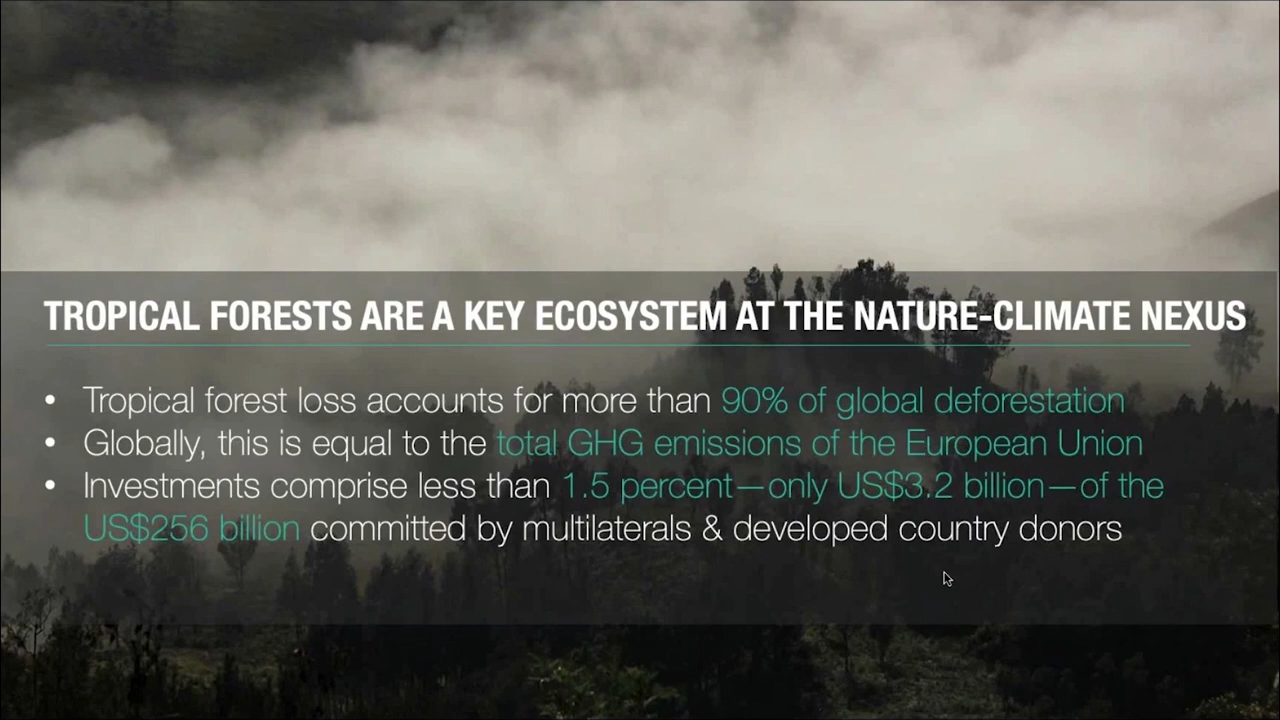 TROPICAL FORESTS ARE A KEY ECOSYSTEM AT THE NATURE-CLIMATE NEXUS
• Tropical forest loss accounts for more than 90% of global deforestation
• Globally, this is equal to the total GHG emissions of the European Union
• Investments comprise less than 1.5 percent—only US$3.2 billion—of the
US$256 billion committed by multilaterals & developed country donors